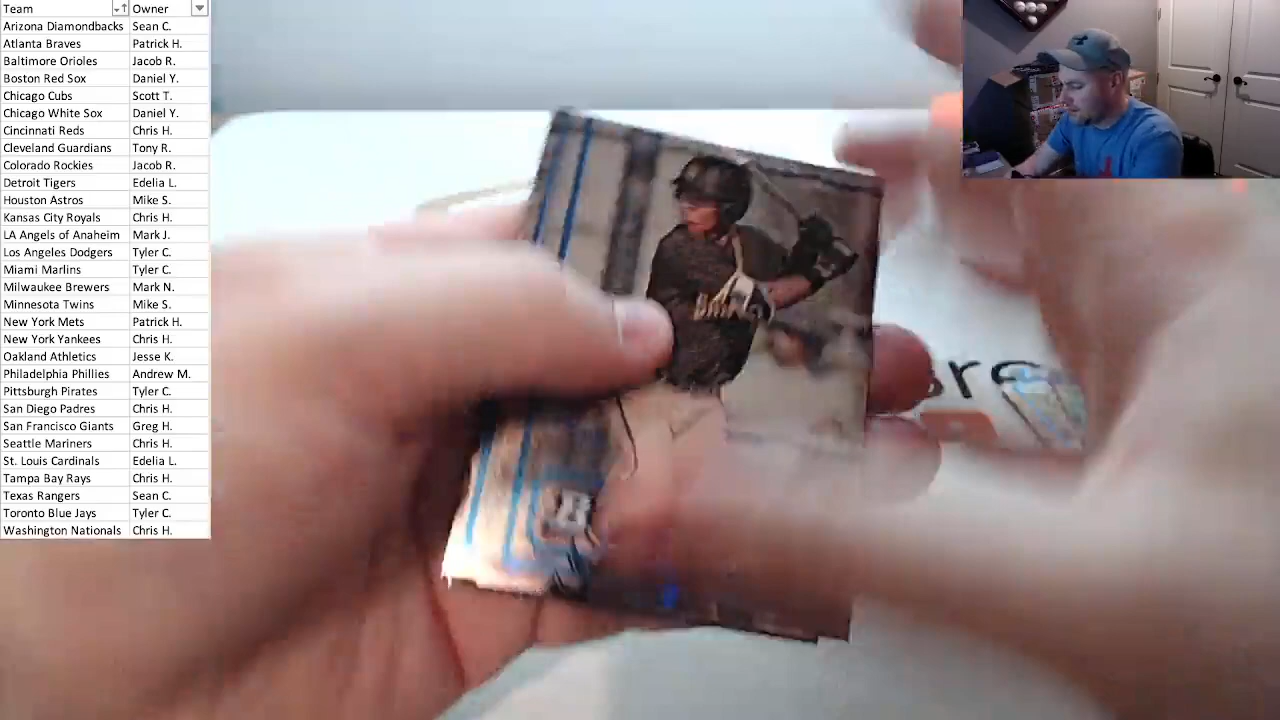 Team Owner
Arizona Diamondbacks Sean C.
Atlanta Braves Patrick H.
Baltimore Orioles Jacob R.
Boston Red Sox Daniel Y.
Chicago Cubs Scott T.
Chicago White Sox Daniel Y.
Cincinnati Reds Chris H.
Cleveland Guardians Tony R.
Colorado Rockies Jacob R.
Detroit Tigers Edelia L.
Houston Astros Mike S.
Kansas City Royals Chris H.
LA Angels of Anaheim Mark J.
Los Angeles Dodgers Tyler C.
Miami Marlins Tyler C.
Milwaukee Brewers Mark N.
Minnesota Twins Mike S.
New York Mets Patrick H.
New York Yankees Chris H.
Oakland Athletics Jesse K.
Philadelphia Phillies Andrew M.
Pittsburgh Pirates Tyler C.
San Diego Padres Chris H.
San Francisco Giants Greg H.
Seattle Mariners Chris H.
St. Louis Cardinals Edelia L.
Tampa Bay Rays Chris H.
Texas Rangers Sean C.
Toronto Blue Jays Tyler C.
Washington Nationals Chris H.
B